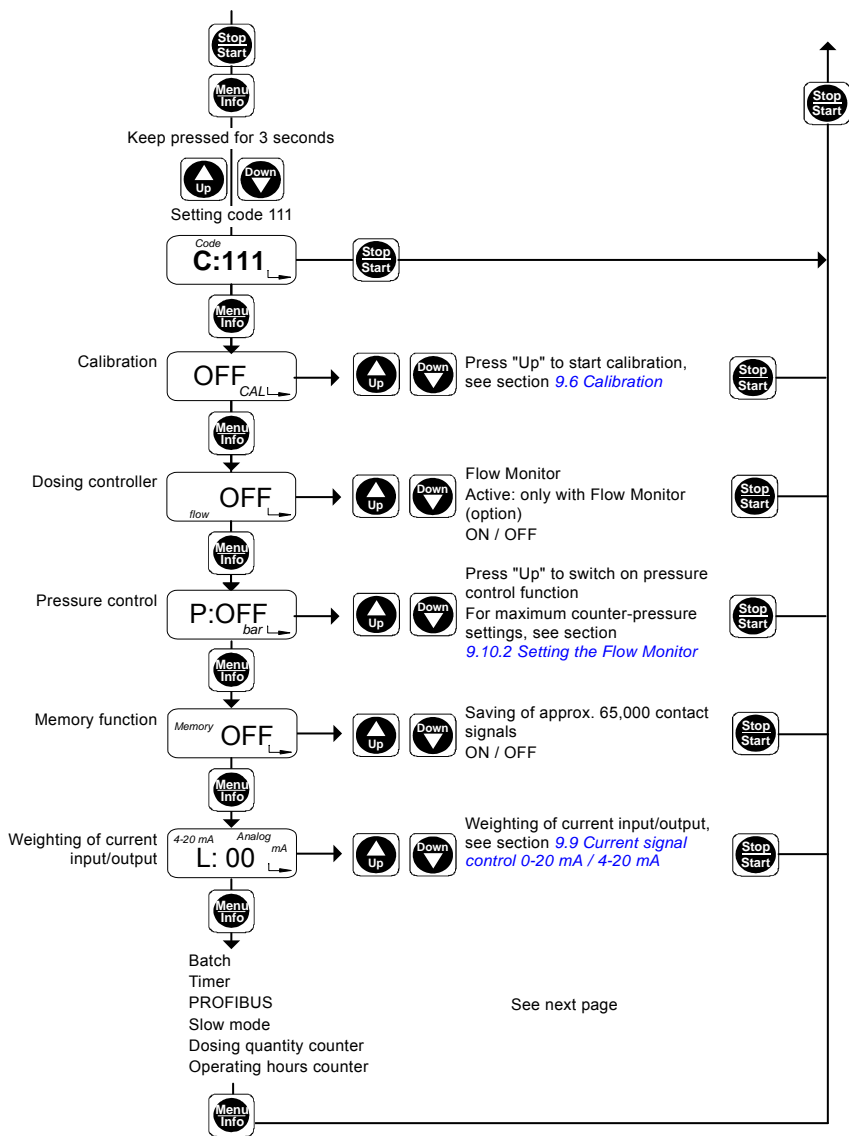 Stop
Start
Menu
Info
Stop
Start
Keep pressed for 3 seconds
Up
Down
Setting code 111
Code
C:111
Stop
Start
Menu
Info
Calibration
OFF
CAL
Up
Down
Press "Up" to start calibration,
see section 9.6 Calibration
Stop
Start
Menu
Info
Dosing controller
OFF
flow
Up
Down
Flow Monitor
Active: only with Flow Monitor
(option)
ON / OFF
Stop
Start
Menu
Info
Pressure control
P:OFF
bar
Up
Down
Press "Up" to switch on pressure
control function
For maximum counter-pressure
settings, see section
9.10.2 Setting the Flow Monitor
Stop
Start
Menu
Info
Memory function
Memory OFF
Up
Down
Saving of approx. 65,000 contact
signals
ON / OFF
Stop
Start
Menu
Info
Weighting of current
input/output
4-20 mA Analog
mA
L: 00
Up
Down
Weighting of current input/output,
see section 9.9 Current signal
control 0-20 mA / 4-20 mA
Stop
Start
Menu
Info
Batch
Timer
PROFIBUS
Slow mode
Dosing quantity counter
Operating hours counter
See next page
Menu
Info